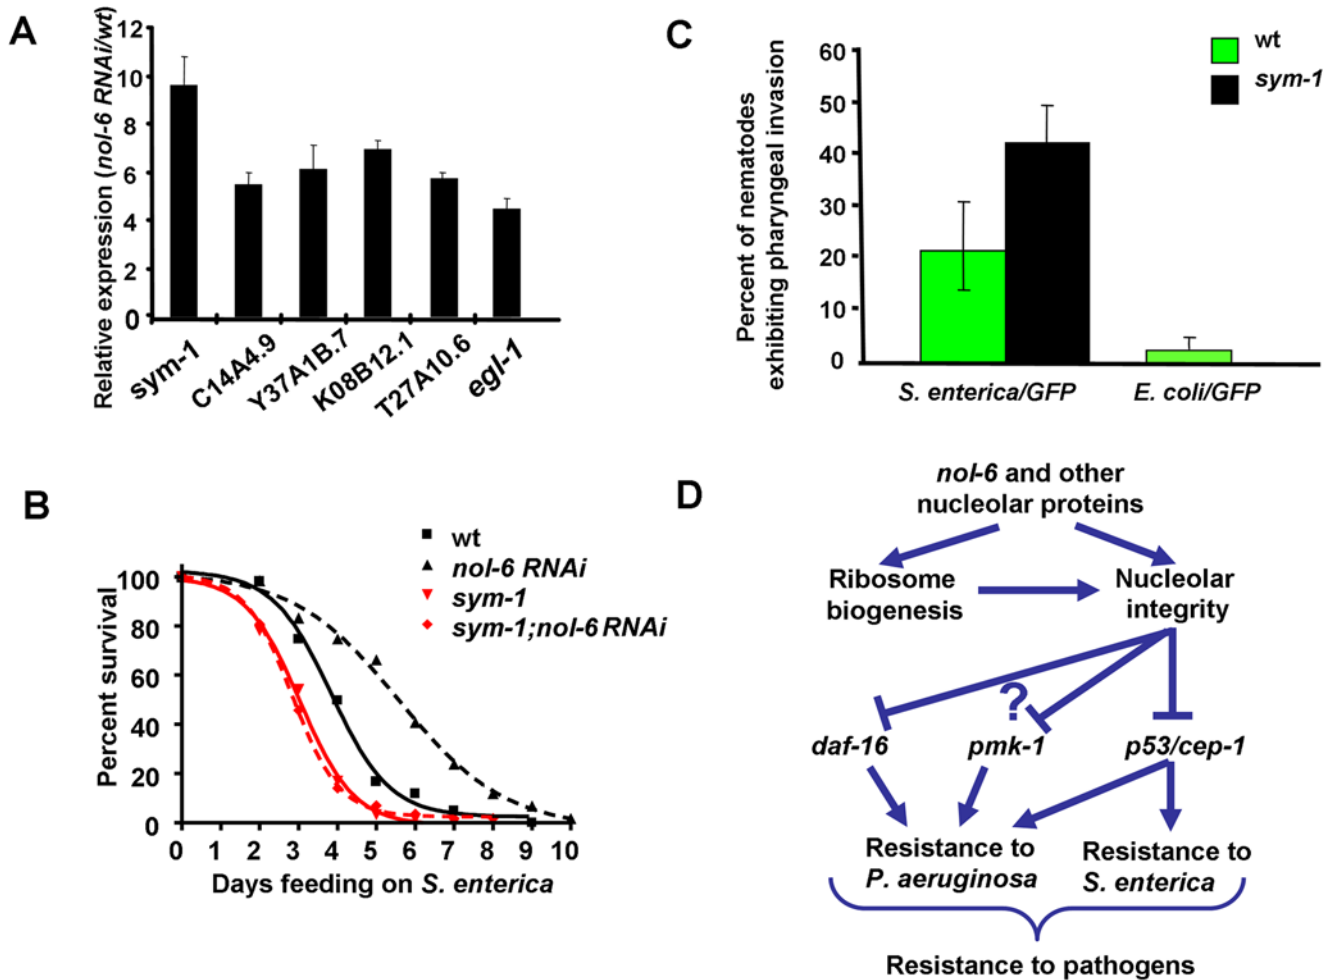 A
Relative expression (nol-6 RNAi/wt)
12
10
8
6
4
2
0
sym-1
C14A4.9
Y37A1B.7
K08B12.1
T27A10.6
egl-1
C
Percent of nematodes
exhibiting pharyngeal invasion
60
50
40
30
20
10
0
wt
sym-1
S. enterica/GFP
E. coli/GFP
B
wt
nol-6 RNAi
sym-1
sym-1;nol-6 RNAi
Percent survival
100
80
60
40
20
0
0 1 2 3 4 5 6 7 8 9 10
Days feeding on S. enterica
D
nol-6 and other
nucleolar proteins
Ribosome
biogenesis
Nucleolar
integrity
?
daf-16
pmk-1
p53/cep-1
Resistance to
P. aeruginosa
Resistance to
S. enterica
Resistance to pathogens